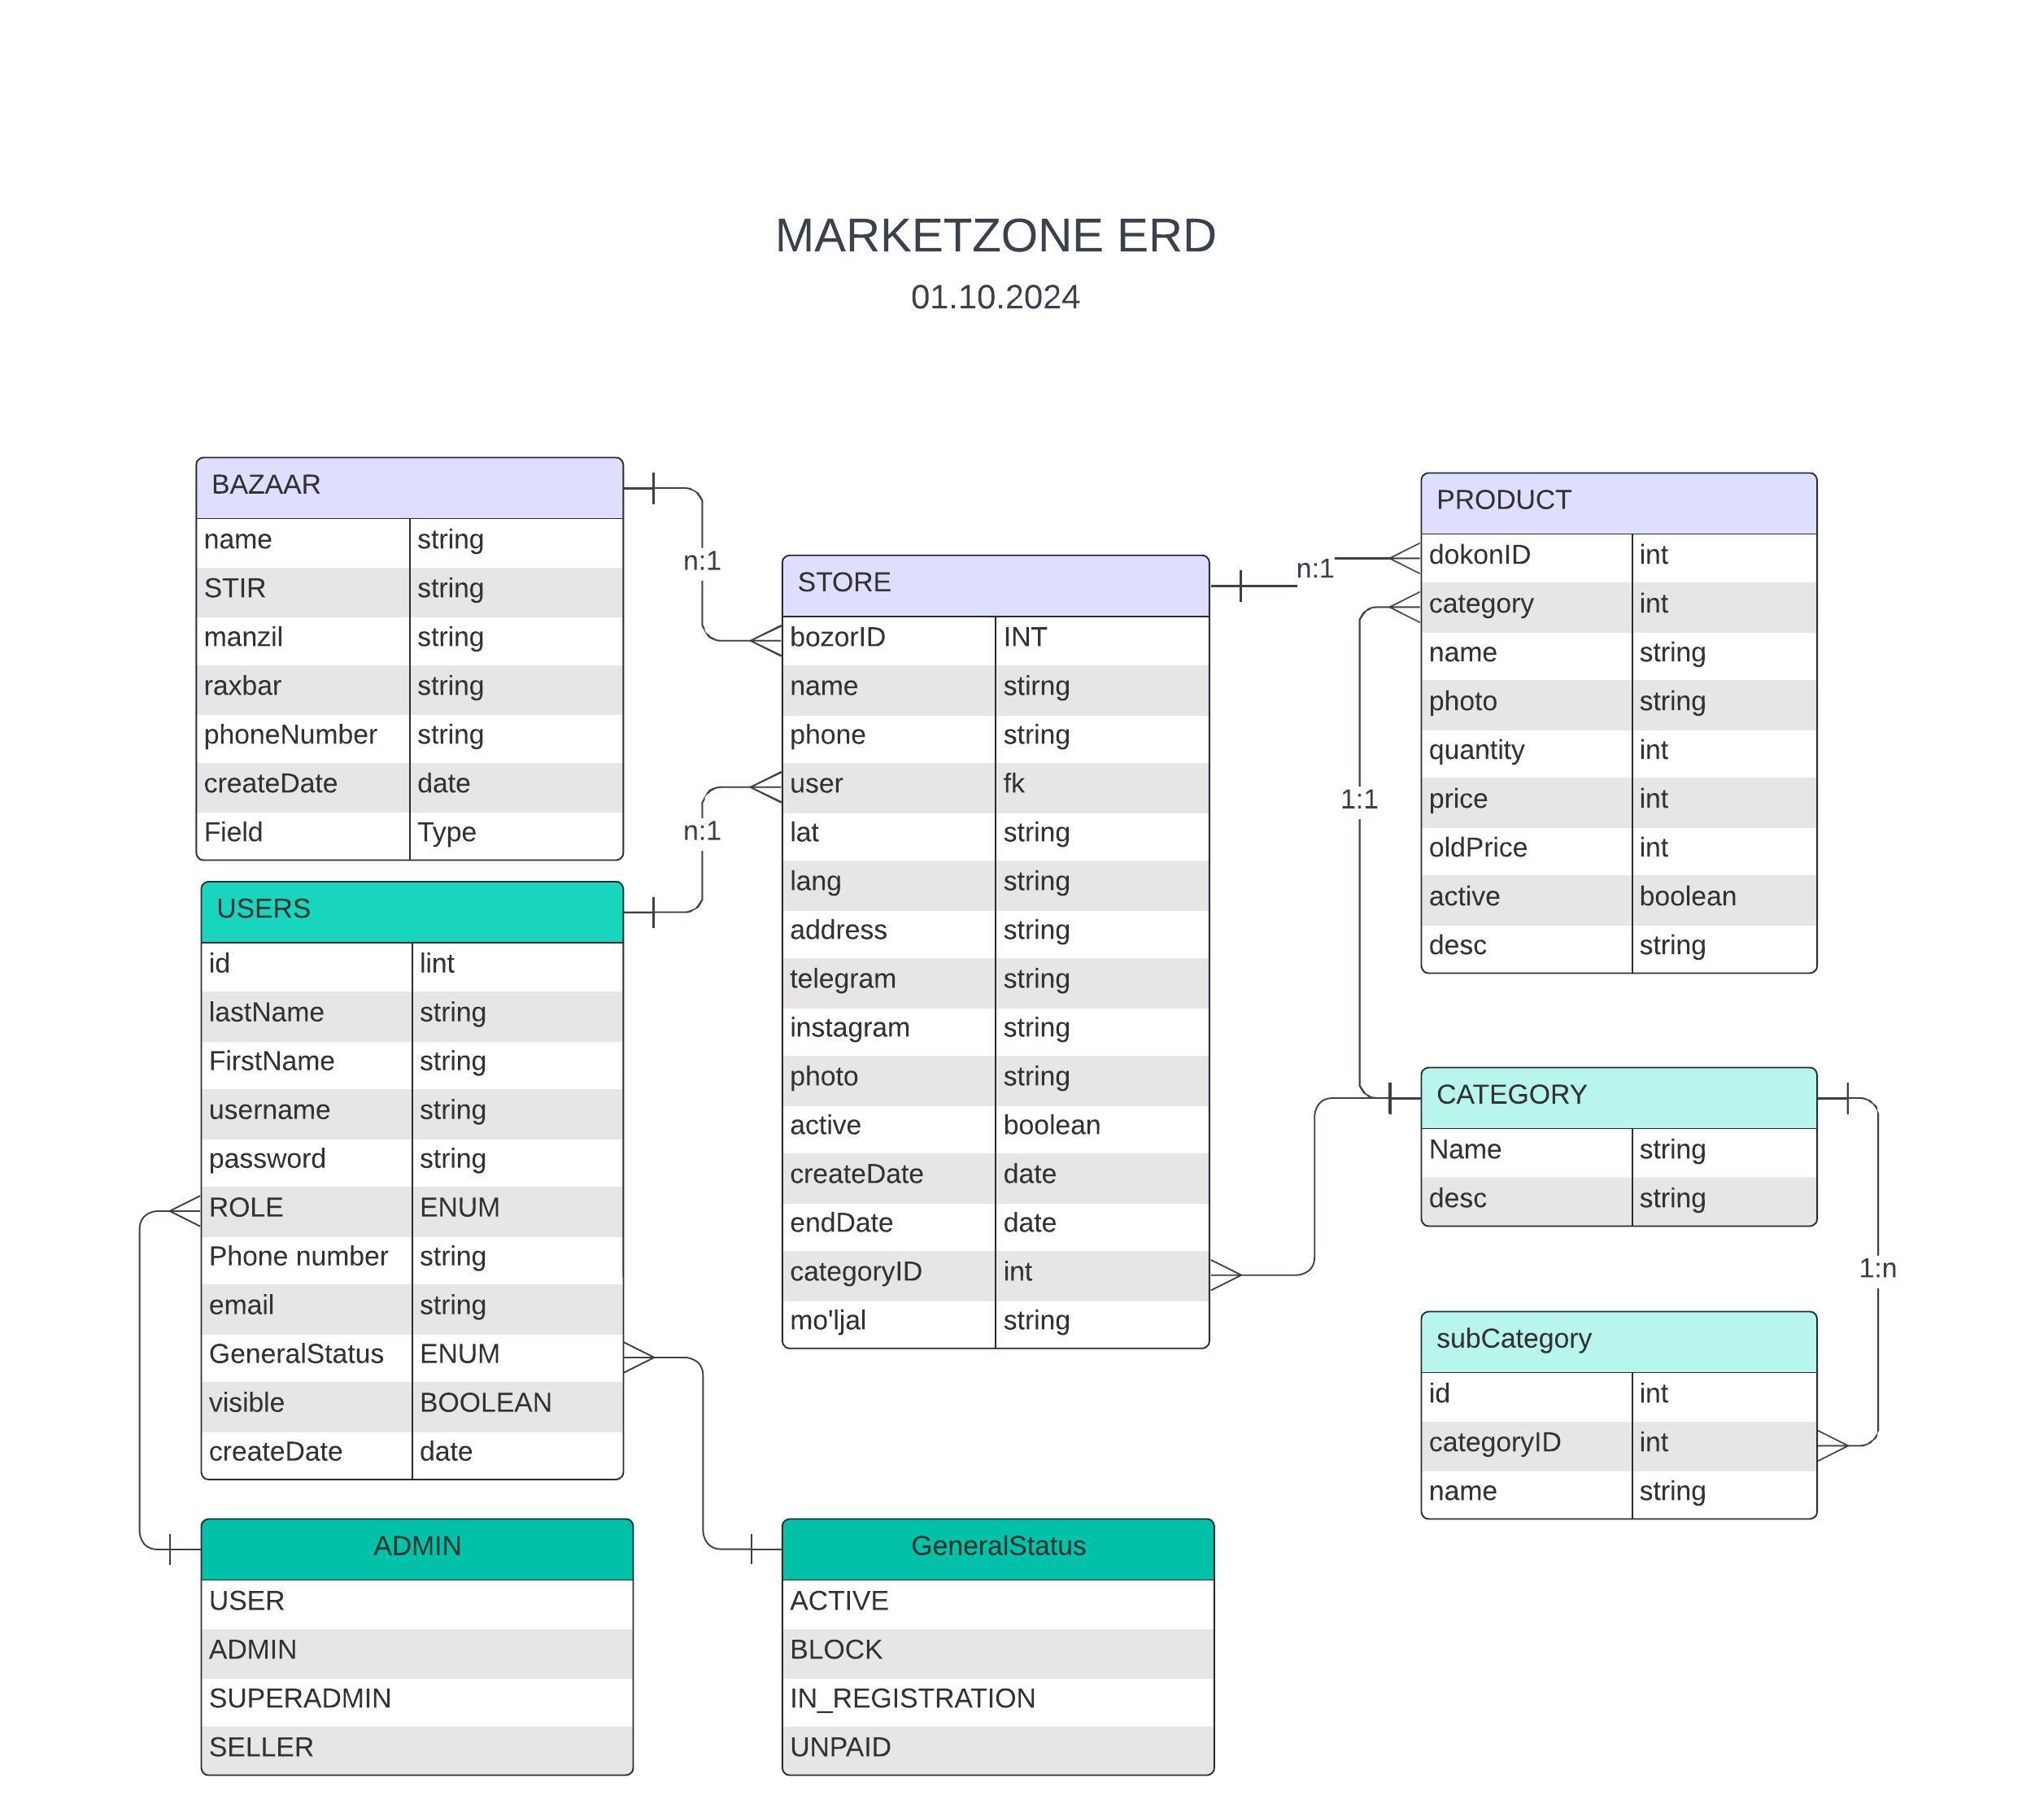 MARKETZONE ERD
01.10.2024
BAZAAR
name string
STIR string
manzil string
raxbar string
phoneNumber string
createDate date
Field Type
n:1
USERS
id lint
lastName string
FirstName string
username string
password string
ROLE ENUM
Phone number string
email string
GeneralStatus ENUM
visible BOOLEAN
createDate date
n:1
ADMIN
USER
ADMIN
SUPERADMIN
SELLER
STORE
bozorID INT
name stirng
phone string
user fk
lat string
lang string
address string
telegram string
instagram string
photo string
active boolean
createDate date
endDate date
categoryID int
mo'ljal string
GeneralStatus
ACTIVE
BLOCK
IN_REGISTRATION
UNPAID
n:1
1:1
PRODUCT
dokonID int
category int
name string
photo string
quantity int
price int
oldPrice int
active boolean
desc string
CATEGORY
Name string
desc string
1:n
subCategory
id int
categoryID int
name string